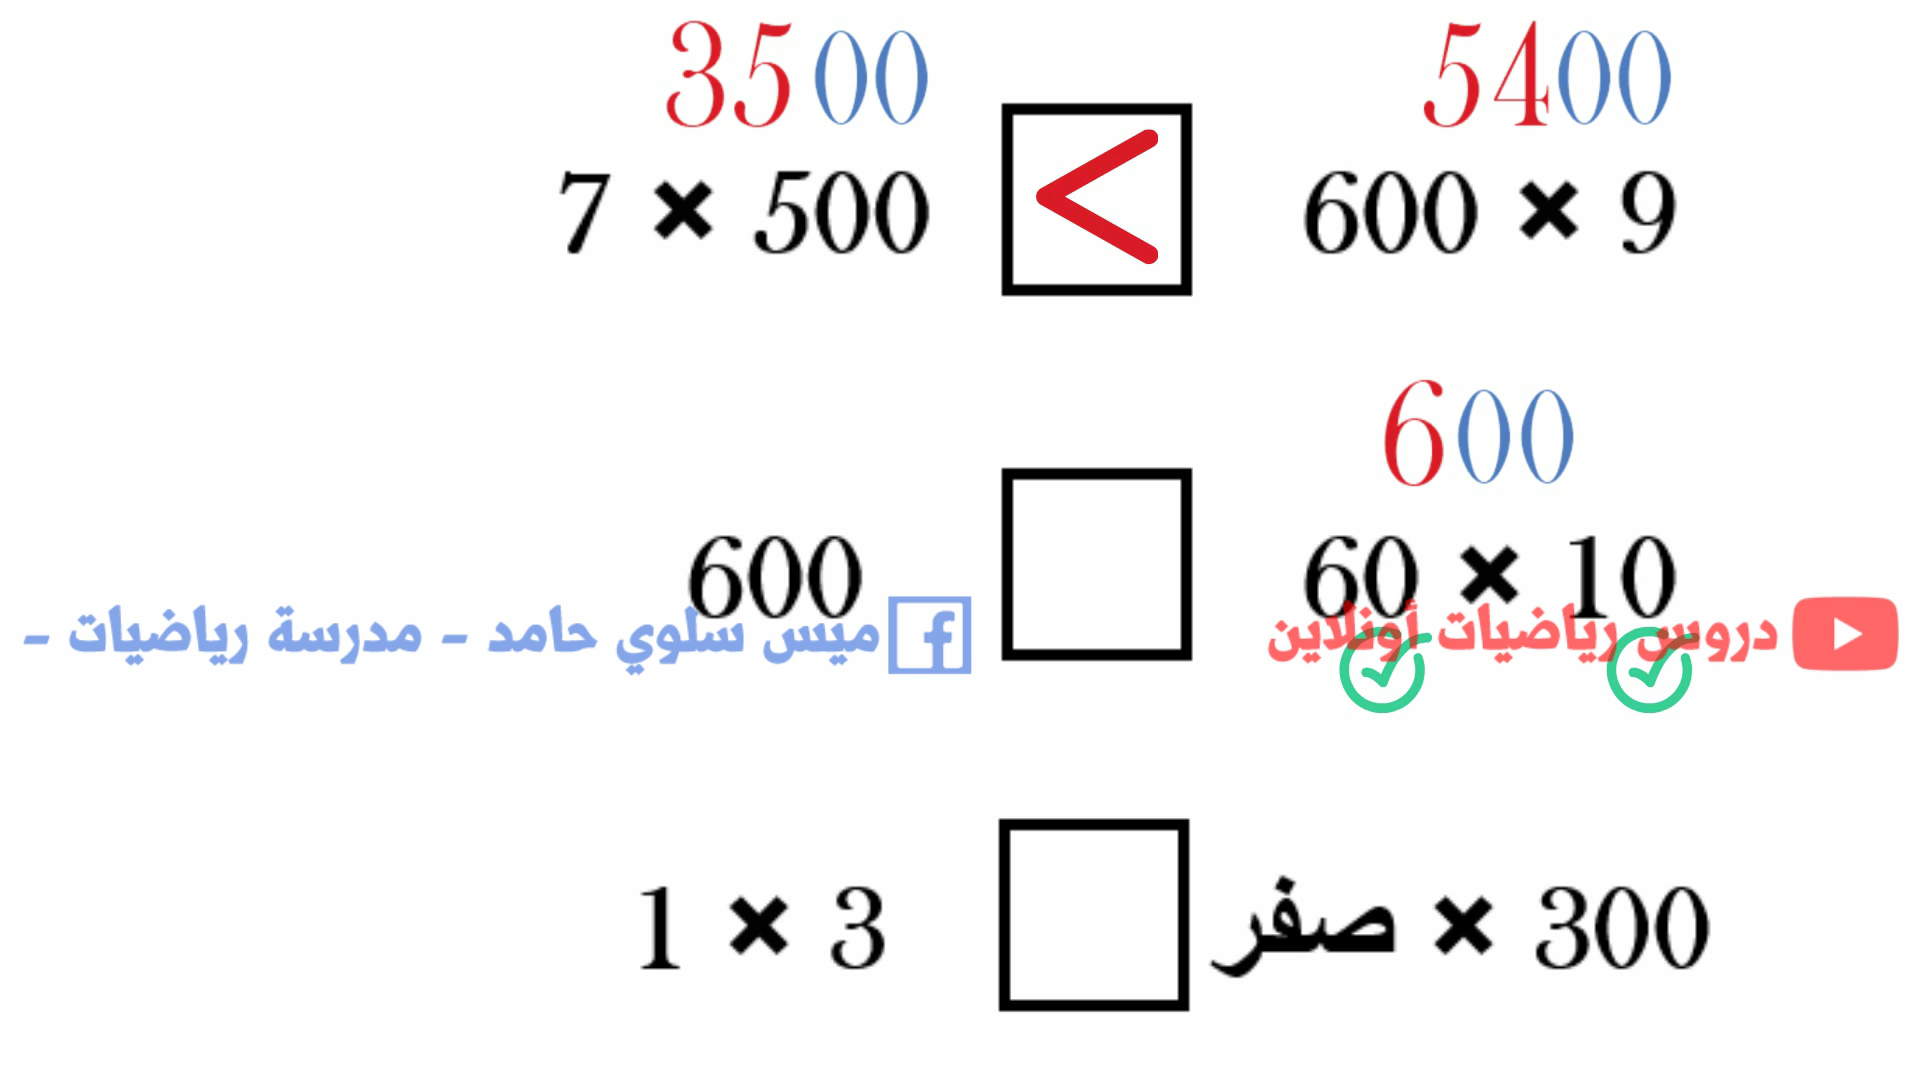 3500 5400
7 × 500 < 600 × 9
600
600 60 × 10
ميس سلوي حامد - مدرسة رياضيات - دروس رياضيات أونلاين
1 × 3 صفر × 300